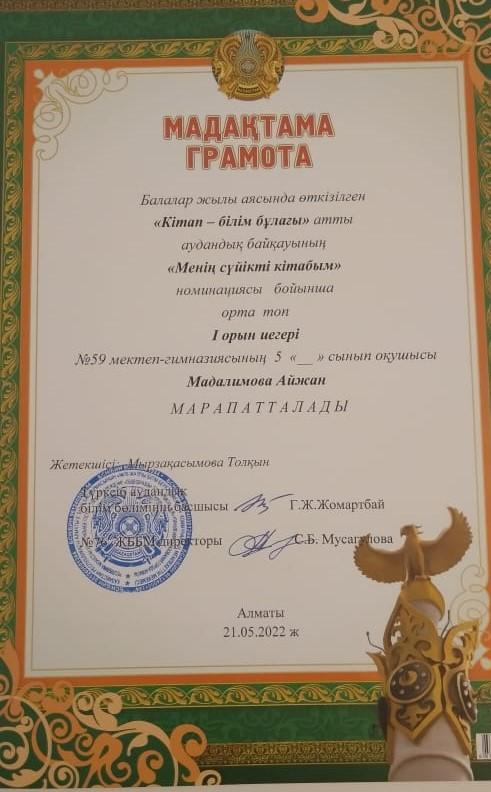 МАДАҚТАМА
ГРАМОТА
Балалар жылы аясында өткізілген
«Кітап – білім бұлағы» атты
аудандық байқауының
«Менің сүйікті кітабым»
номинациясы бойынша
орта топ
І орын иегері
№59 мектеп-гимназиясының 5 «__» сынып оқушысы
Мадалимова Айжан
МАРАПАТТАЛАДЫ
Жетекшісі: Мырзақасымова Толқын
Түрксіб аудандық
білім бөлімінің басшысы Г.Ж.Жомартбай
№76 ЖББМ директоры С.Б. Мусагулова
Алматы
21.05.2022 ж